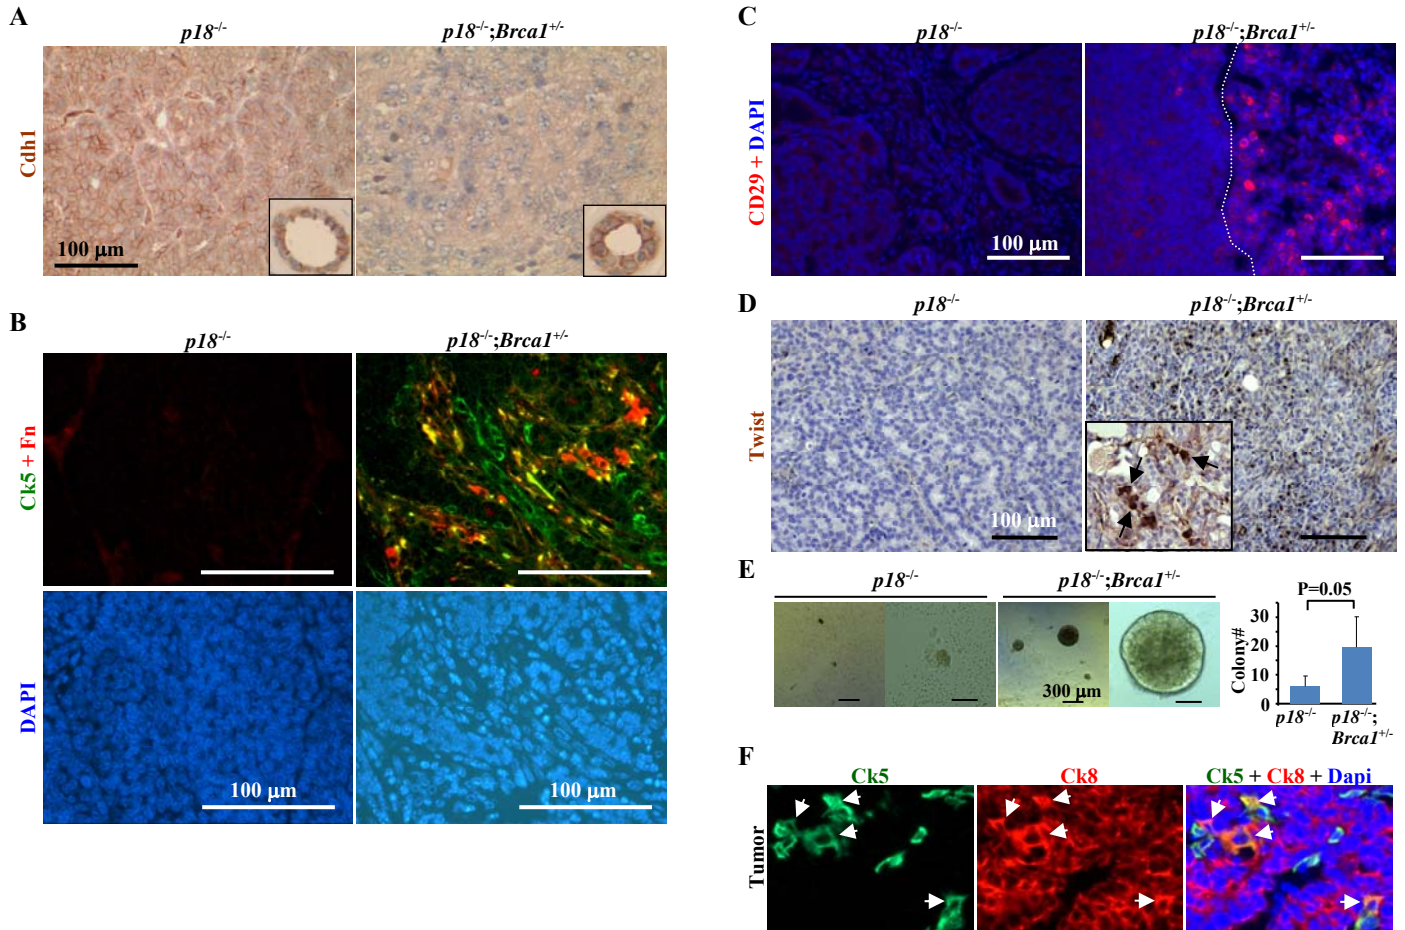 A
p18-/-
p18-/-;Brca1+/-
Cdh1
100 μm
B
p18-/-
p18-/-;Brca1+/-
Ck5 + Fn
DAPI
100 μm
100 μm
C
p18-/-
p18-/-;Brca1+/-
CD29 + DAPI
100 μm
D
p18-/-
p18-/-;Brca1+/-
Twist
100 μm
E
p18-/-
p18-/-;Brca1+/-
300 μm
P=0.05
Colony#
30
20
10
0
p18-/-
p18-/-;
Brca1+/-
F
Ck5
Ck8
Ck5 + Ck8 + Dapi
Tumor